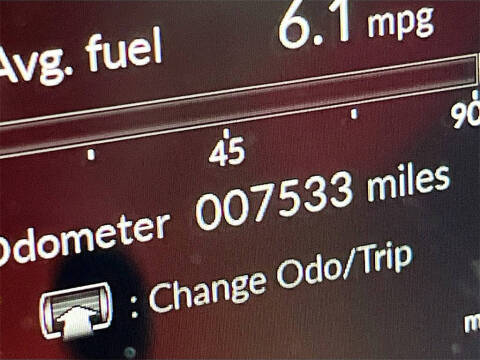 Avg. fuel 6.1 mpg
45 90
Odometer 007533 miles
: Change Odo/Trip
m